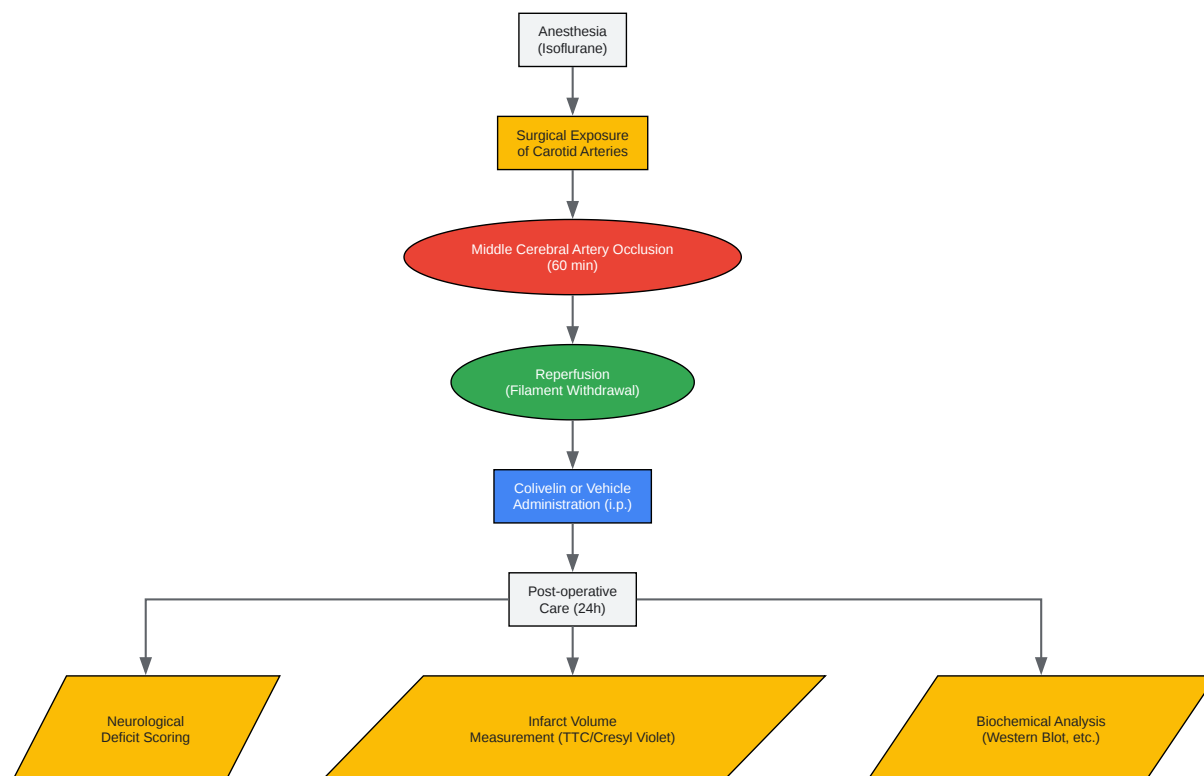 Anesthesia
(Isoflurane)
Surgical Exposure
of Carotid Arteries
Middle Cerebral Artery Occlusion
(60 min)
Reperfusion
(Filament Withdrawal)
Colivelin or Vehicle
Administration (i.p.)
Post-operative
Care (24h)
Neurological
Deficit Scoring
Infarct Volume
Measurement (TTC/Cresyl Violet)
Biochemical Analysis
(Western Blot, etc.)